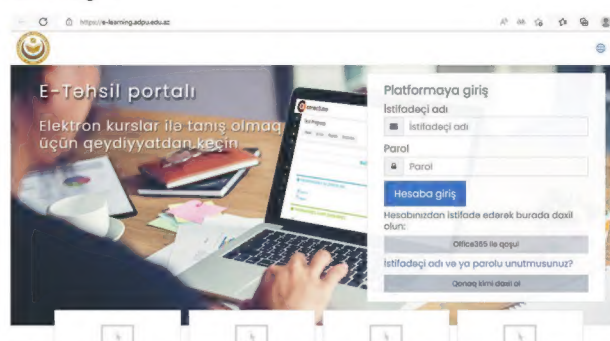 https://e-learning.adpu.edu.az
E-Təhsil portalı
Elektron kurslar ilə tanış olmaq
üçün qeydiyyatdan keçin
Platformaya giriş
İstifadəçi adı
İstifadəçi adı
Parol
Parol
Hesaba giriş
Hesabınızdan istifadə edərək burada daxil
olun:
Office365 ilə qoşul
İstifadəçi adı və ya parolu unutmusunuz?
Qonaq kimi daxil ol